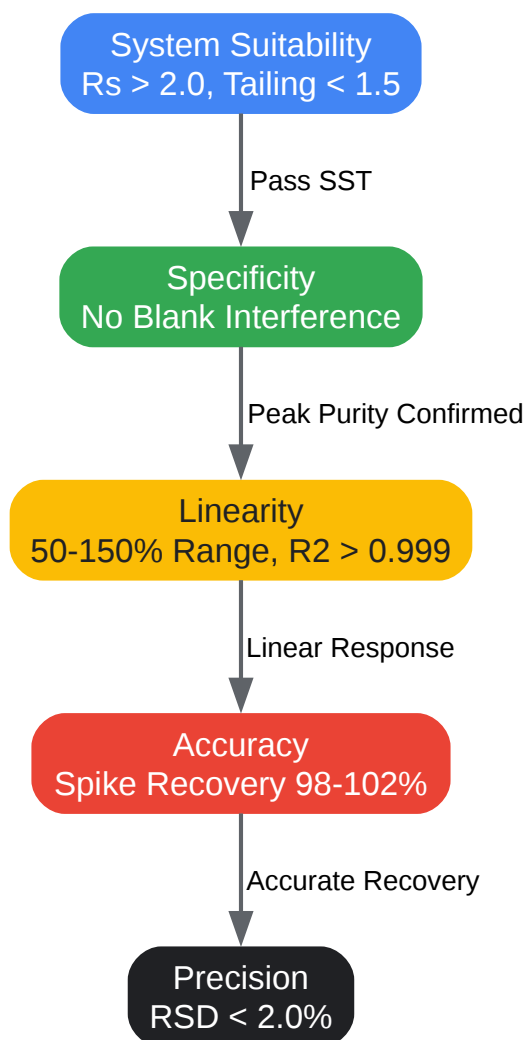 System Suitability
Rs > 2.0, Tailing < 1.5
Pass SST
Specificity
No Blank Interference
Peak Purity Confirmed
Linearity
50-150% Range, R2 > 0.999
Linear Response
Accuracy
Spike Recovery 98-102%
Accurate Recovery
Precision
RSD < 2.0%